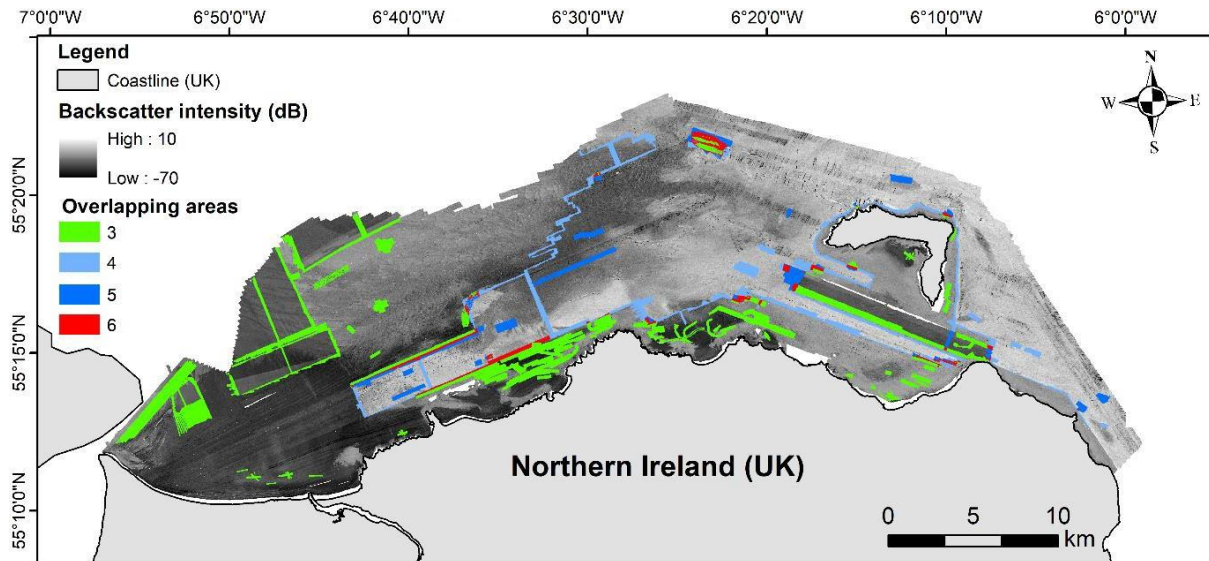 7°0'0"W 6°50'0"W 6°40'0"W 6°30'0"W 6°20'0"W 6°10'0"W 6°0'0"W
Legend
Coastline (UK)
Backscatter intensity (dB)
High : 10
Low : -70
Overlapping areas
3
4
5
6
N
W E
S
55°20'0"N
55°15'0"N
55°10'0"N
Northern Ireland (UK)
0 5 10
km